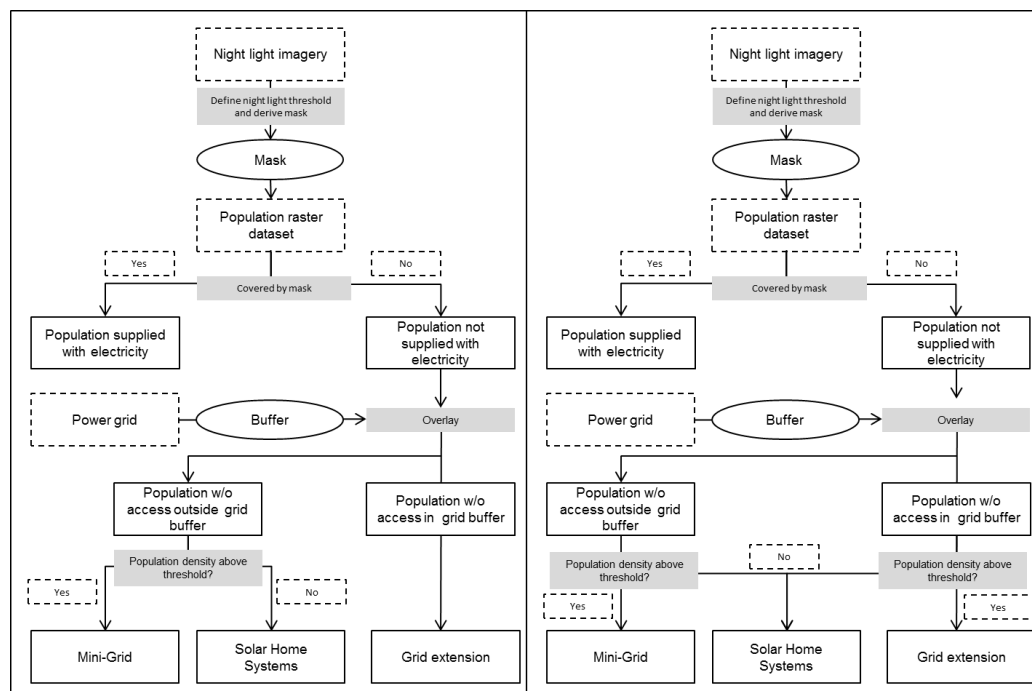 Night light imagery
Define night light threshold
and derive mask
Mask
Population raster
dataset
Yes
No
Covered by mask
Population supplied
with electricity
Population not
supplied with
electricity
Power grid
Buffer
Overlay
Population w/o
access outside grid
buffer
Population w/o
access in grid buffer
Population density above
threshold?
Yes
No
Mini-Grid
Solar Home
Systems
Grid extension
Night light imagery
Define night light threshold
and derive mask
Mask
Population raster
dataset
Yes
No
Covered by mask
Population supplied
with electricity
Population not
supplied with
electricity
Power grid
Buffer
Overlay
Population w/o
access outside grid
buffer
Population w/o
access in grid buffer
Population density above
threshold?
No
Population density above
threshold?
Yes
Yes
Mini-Grid
Solar Home
Systems
Grid extension